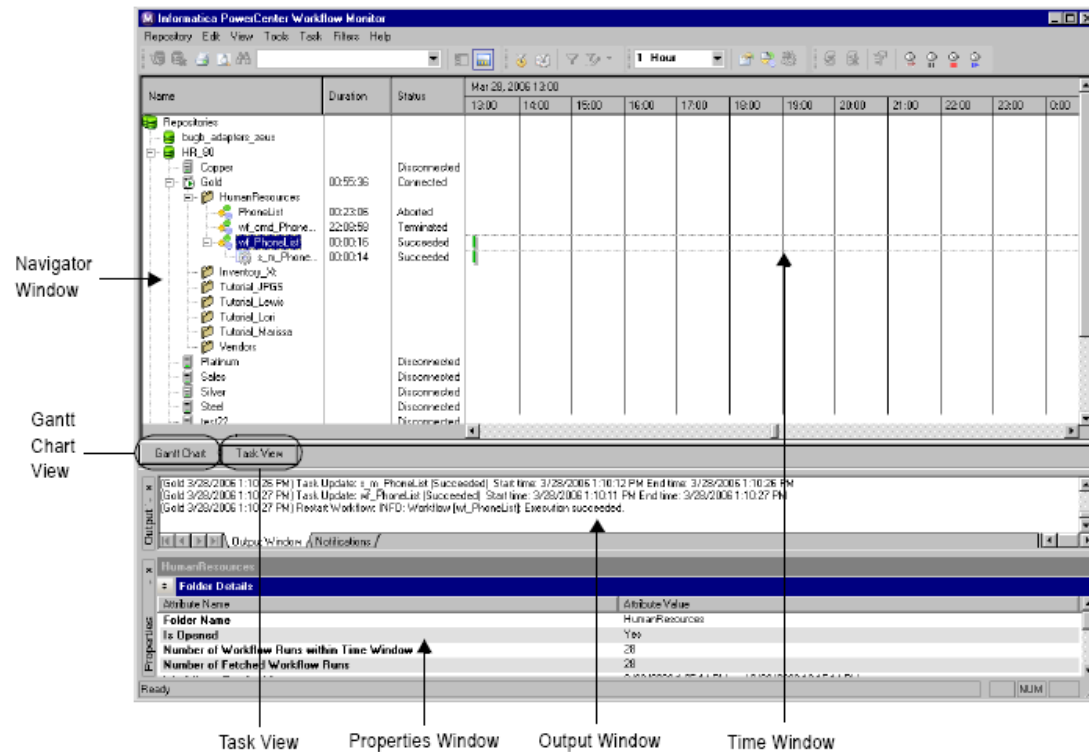 Informatica PowerCenter Workflow Monitor
Repository Edit View Tools Task Filters Help
1 Hour
Name Duration Status Mar 28, 2006 13:00
13:00 14:00 15:00 16:00 17:00 18:00 19:00 20:00 21:00 22:00 23:00 0:00
Repositories
bugb_adapters_zeus
HR_80
Copper Disconnected
Gold 00:55:36 Connected
HumanResources
PhoneList 00:23:06 Aborted
wf_cmd_Phone... 22:08:59 Terminated
wf_PhoneList 00:00:16 Succeeded
s_m_Phone... 00:00:14 Succeeded
Inventory_Xt
Tutorial_JPGS
Tutorial_Lewis
Tutorial_Lori
Tutorial_Marissa
Vendors
Platinum Disconnected
Sales Disconnected
Silver Disconnected
Steel Disconnected
test22 Disconnected
Navigator
Window
Gantt
Chart
View
Gantt Chart Task View
Output
(Gold 3/28/2006 1:10:26 PM) Task Update: s_m_PhoneList [Succeeded] Start time: 3/28/2006 1:10:12 PM End time: 3/28/2006 1:10:26 PM
(Gold 3/28/2006 1:10:27 PM) Task Update: wf_PhoneList [Succeeded] Start time: 3/28/2006 1:10:11 PM End time: 3/28/2006 1:10:27 PM
(Gold 3/28/2006 1:10:27 PM) Restart Workflow: INFO: Workflow [wf_PhoneList]: Execution succeeded.
Output Window Notifications
Properties
HumanResources
Folder Details
Attribute Name Attribute Value
Folder Name HumanResources
Is Opened Yes
Number of Workflow Runs within Time Window 28
Number of Fetched Workflow Runs 28
Ready NUM
Task View Properties Window Output Window Time Window